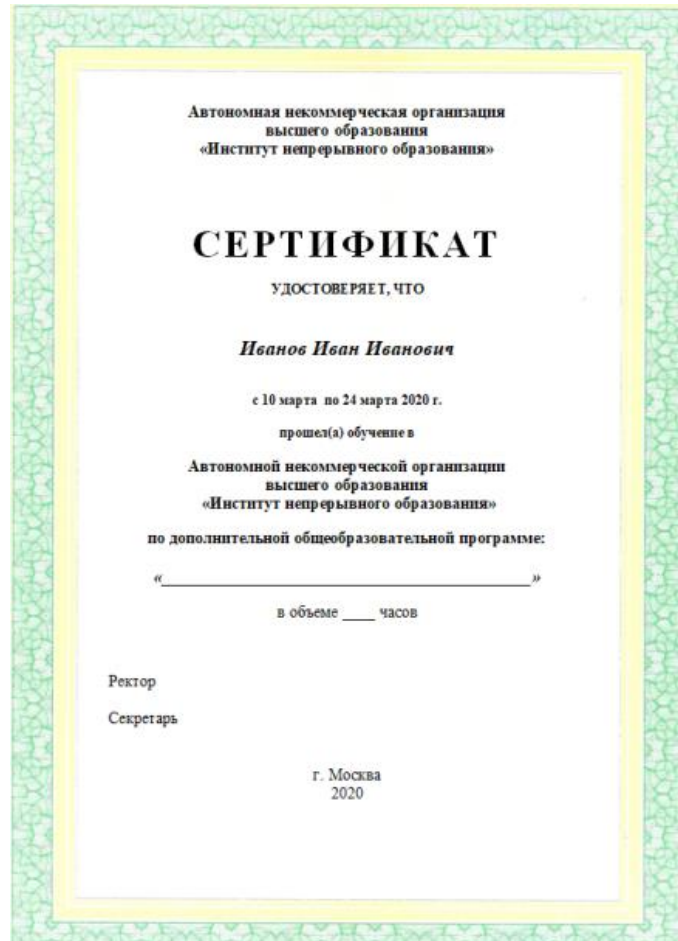 Автономная некоммерческая организация
высшего образования
«Институт непрерывного образования»
СЕРТИФИКАТ
УДОСТОВЕРЯЕТ, ЧТО
Иванов Иван Иванович
с 10 марта по 24 марта 2020 г.
прошел(а) обучение в
Автономной некоммерческой организации
высшего образования
«Институт непрерывного образования»
по дополнительной общеобразовательной программе:
«_______________________________________»
в объеме ____ часов
Ректор
Секретарь
г. Москва
2020